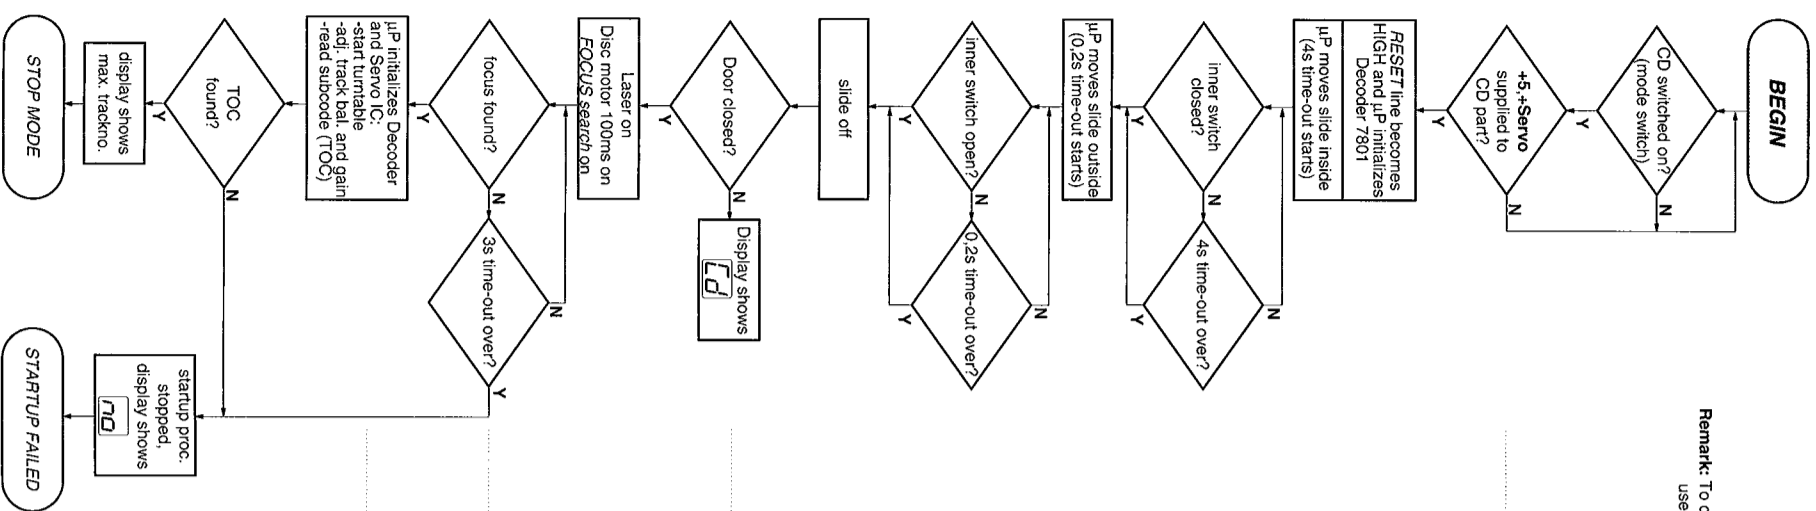 BEGIN
CD switched on?
(mode switch)
N
Y
+5,+Servo
supplied to
CD part?
N
Y
RESET line becomes
HIGH and µP initializes
Decoder 7801
µP moves slide inside
(4s time-out starts)
inner switch
closed?
N
Y
4s time-out over?
N
Y
µP moves slide outside
(0,2s time-out starts)
inner switch open?
N
Y
0,2s time-out over?
N
Y
slide off
Door closed?
N
Y
Display shows
Cd
Laser on
Disc motor 100ms on
FOCUS search on
focus found?
N
Y
3s time-out over?
N
Y
µP initializes Decoder
and Servo IC:
-start turntable
-adj. track bal. and gain
-read subcode (TOC)
TOC
found?
N
Y
display shows
max. trackno.
STOP MODE
startup proc.
stopped,
display shows
no
STARTUP FAILED
Remark: To
use